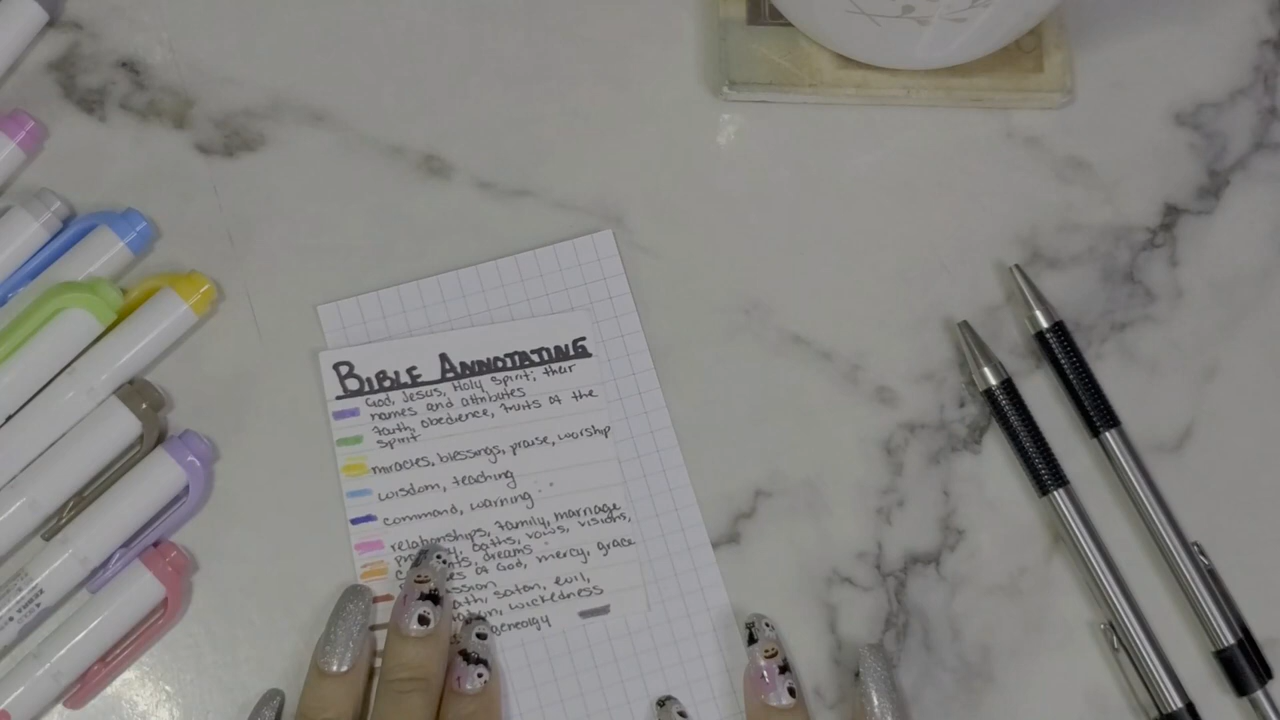 BIBLE ANNOTATING
God, Jesus, Holy Spirit; their
names and attributes
faith, obedience, fruits of the
spirit
miracles, blessings, praise, worship
wisdom, teaching
command, warning
relationships, family, marriage
oaths, vows, visions,
dreams
of God, mercy, grace
satan, evil,
wickedness
geneolgy
ZEBRA